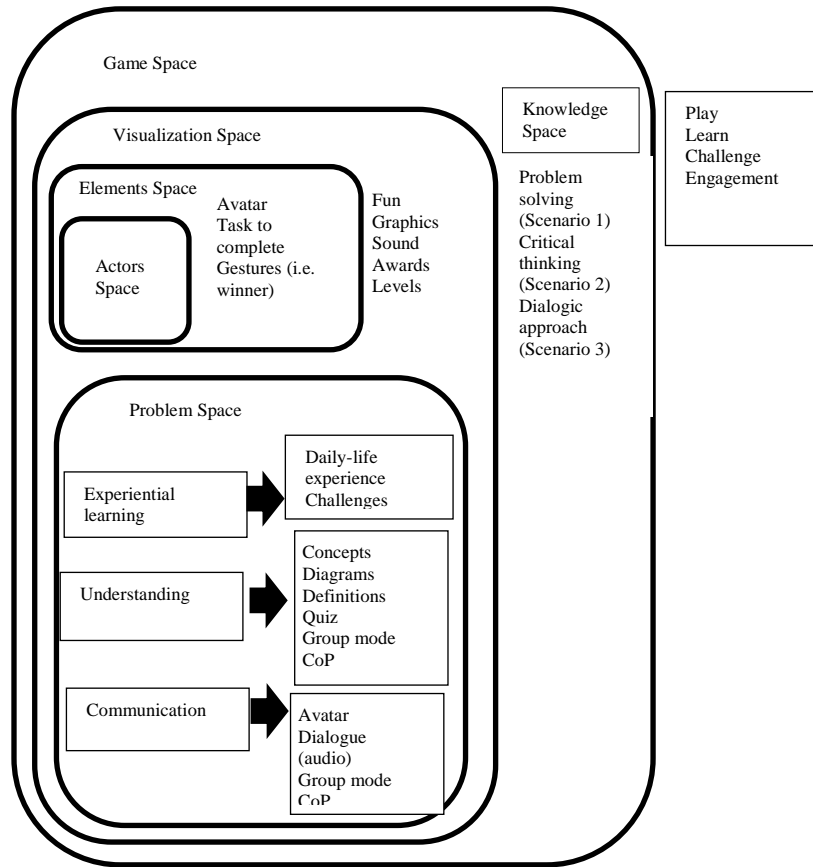 Game Space
Visualization Space
Elements Space
Actors
Space
Avatar
Task to
complete
Gestures (i.e.
winner)
Fun
Graphics
Sound
Awards
Levels
Knowledge
Space
Problem
solving
(Scenario 1)
Critical
thinking
(Scenario 2)
Dialogic
approach
(Scenario 3)
Play
Learn
Challenge
Engagement
Problem Space
Experiential
learning
Daily-life
experience
Challenges
Understanding
Concepts
Diagrams
Definitions
Quiz
Group mode
CoP
Communication
Avatar
Dialogue
(audio)
Group mode
CoP